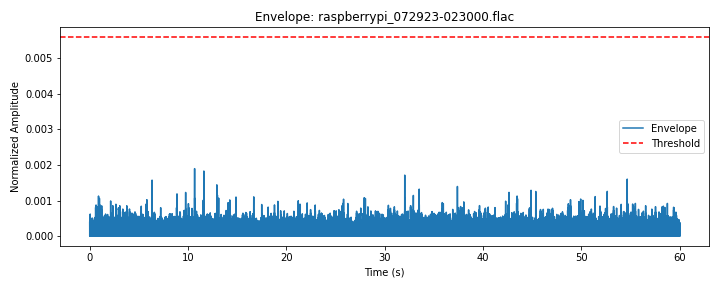 Envelope: raspberrypi_072923-023000.flac
Normalized Amplitude
0.005
0.004
0.003
0.002
0.001
0.000
Envelope
Threshold
0 10 20 30 40 50 60
Time (s)